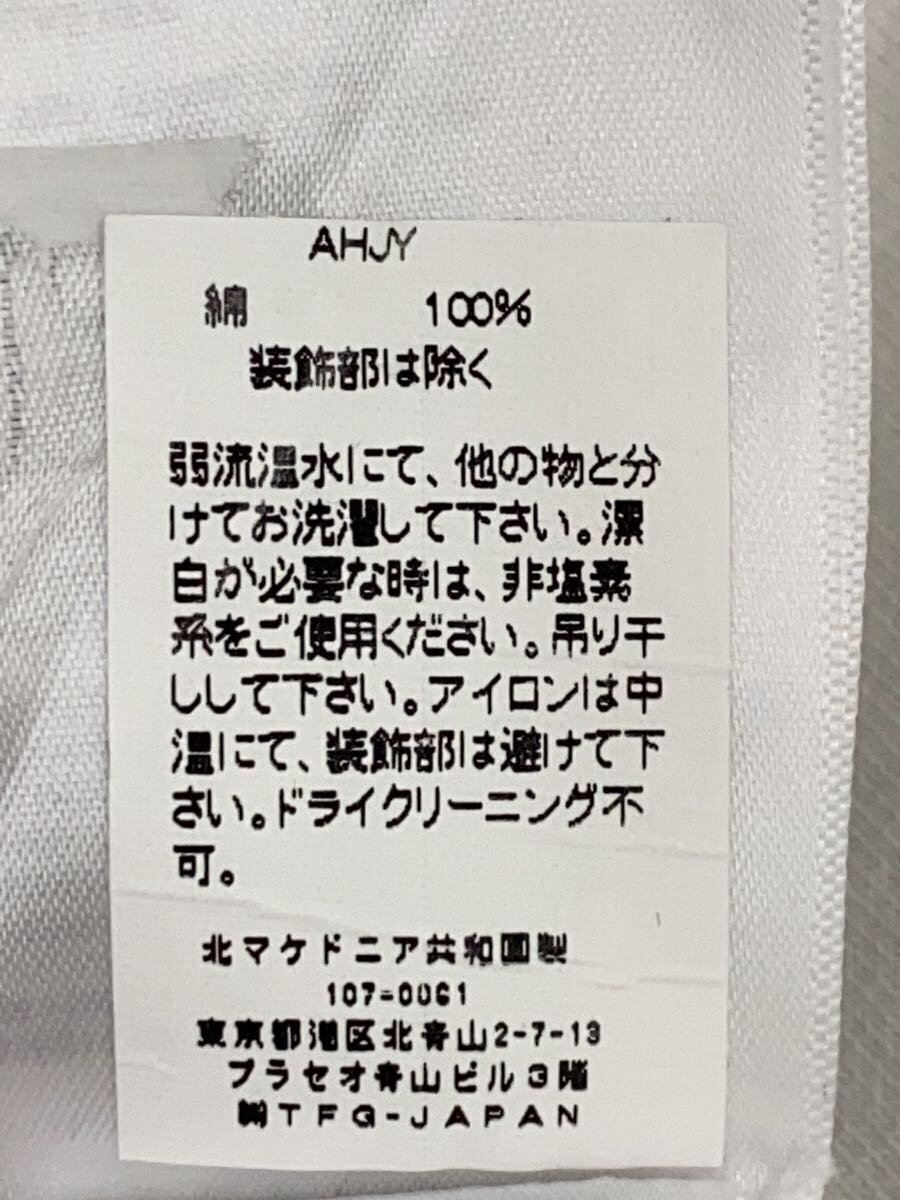 AHJY
綿 100%
装飾部は除く
弱流温水にて、他の物と分
けてお洗濯して下さい。漂
白が必要な時は、非塩素
系をご使用ください。吊り干
しして下さい。アイロンは中
温にて、装飾部は避けて下
さい。ドライクリーニング不
可。
北マケドニア共和国製
107-0061
東京都港区北青山2-7-13
プラセオ青山ビル3階
㈱TFG-JAPAN